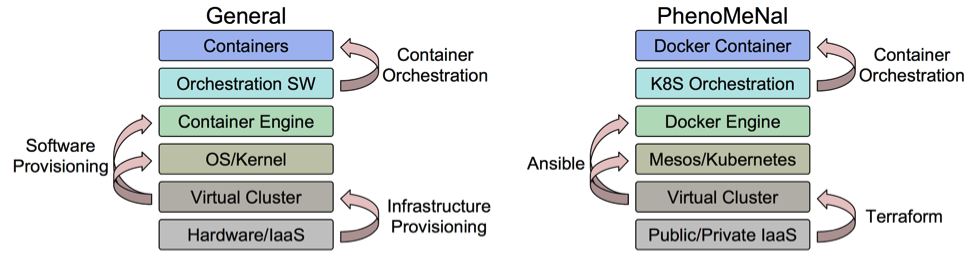 General
Containers
Orchestration SW
Container
Orchestration
Container Engine
OS/Kernel
Software
Provisioning
Virtual Cluster
Hardware/IaaS
Infrastructure
Provisioning
PhenoMeNal
Docker Container
K8S Orchestration
Container
Orchestration
Docker Engine
Mesos/Kubernetes
Ansible
Virtual Cluster
Public/Private IaaS
Terraform